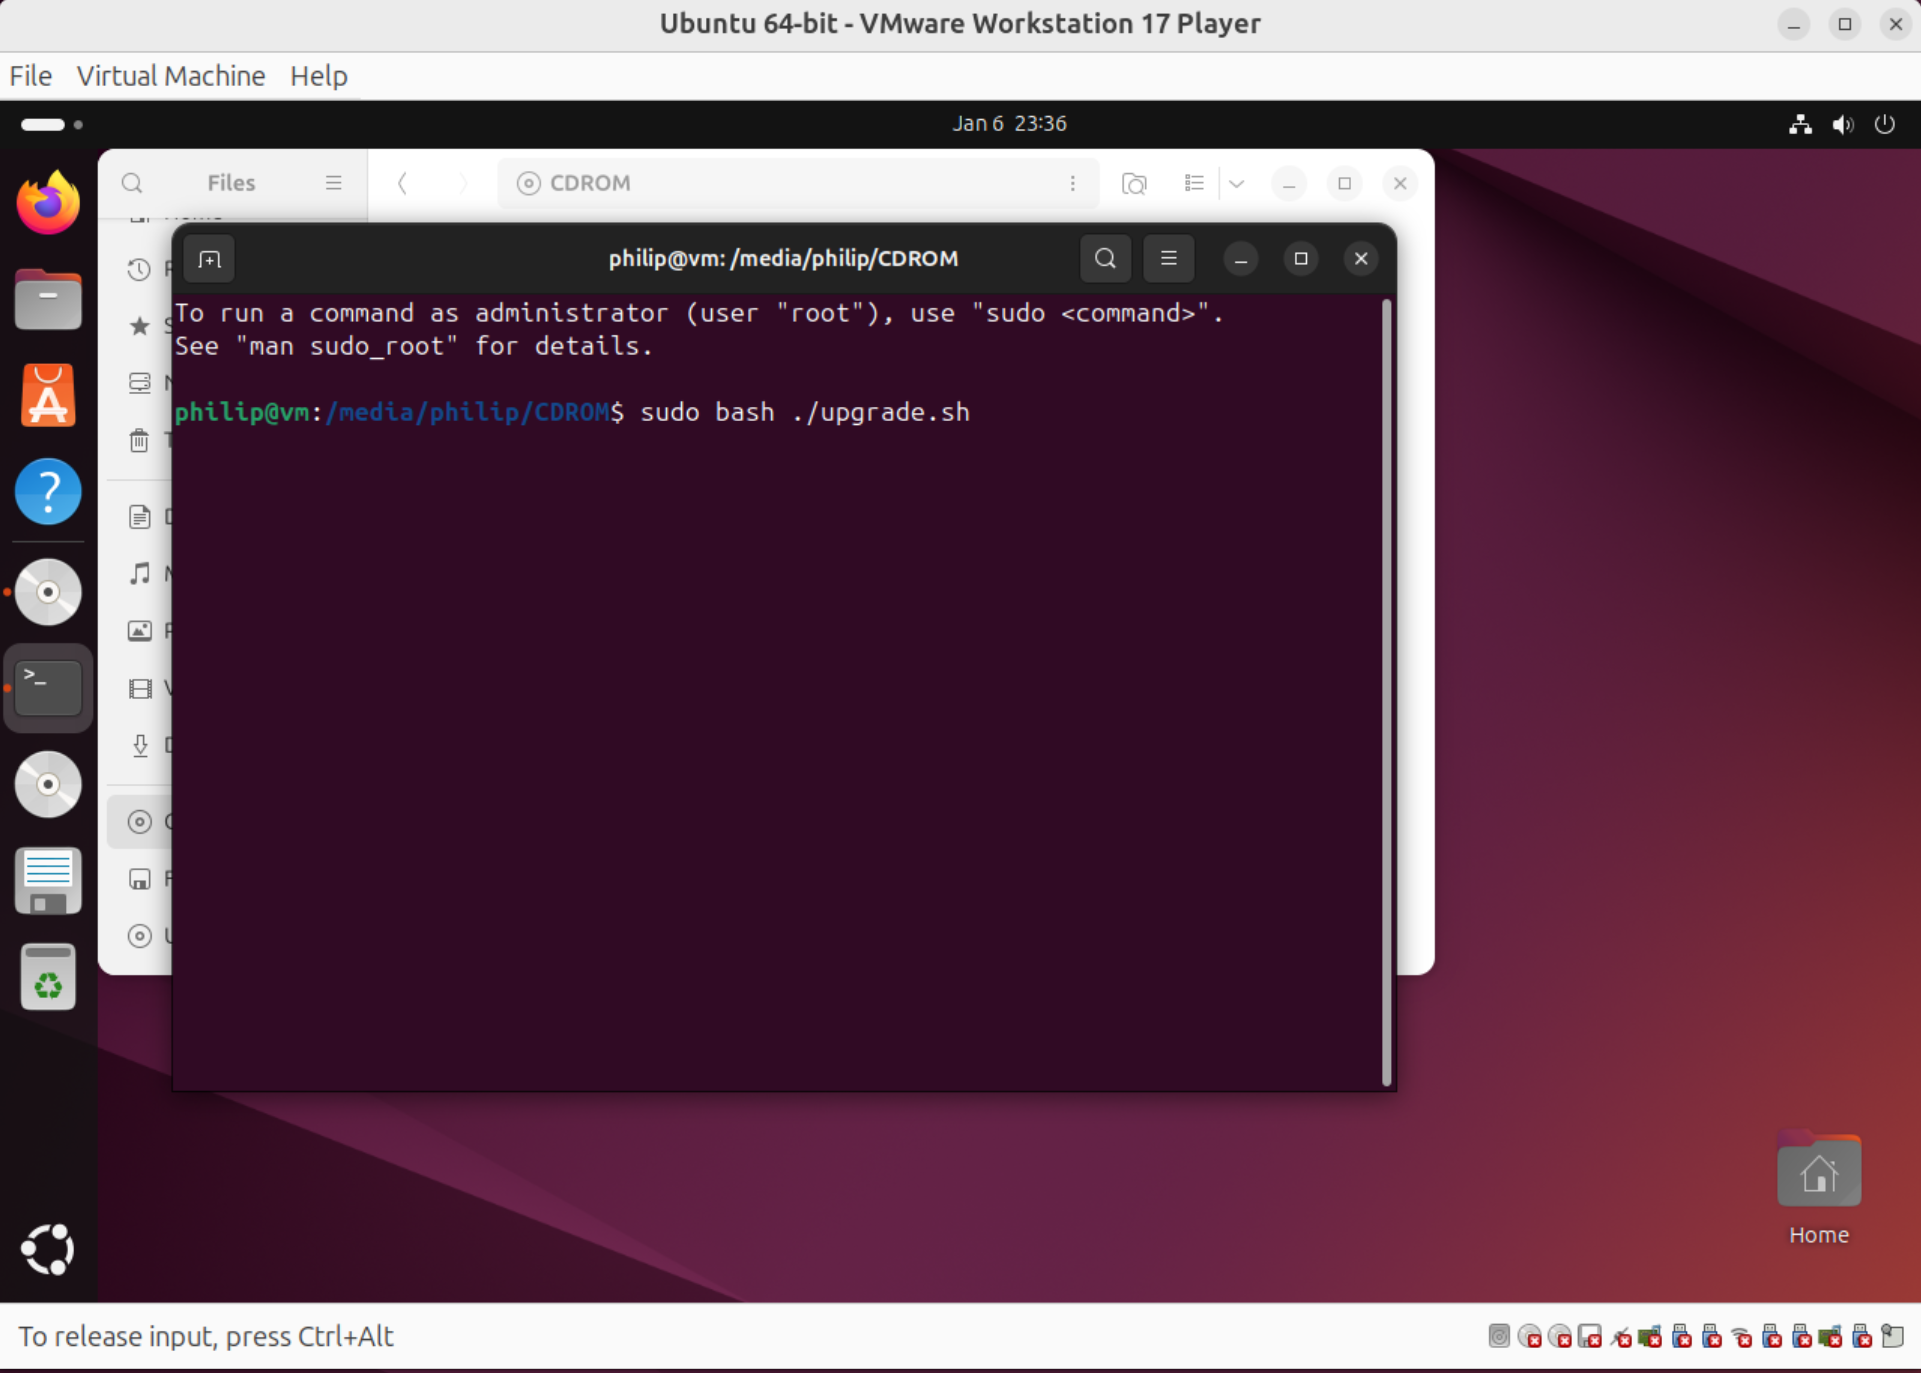 Ubuntu 64-bit - VMware Workstation 17 Player
File Virtual Machine Help
Jan 6 23:36
Files
CDROM
philip@vm: /media/philip/CDROM
To run a command as administrator (user "root"), use "sudo <command>".
See "man sudo_root" for details.
philip@vm:/media/philip/CDROM$ sudo bash ./upgrade.sh
Home
To release input, press Ctrl+Alt